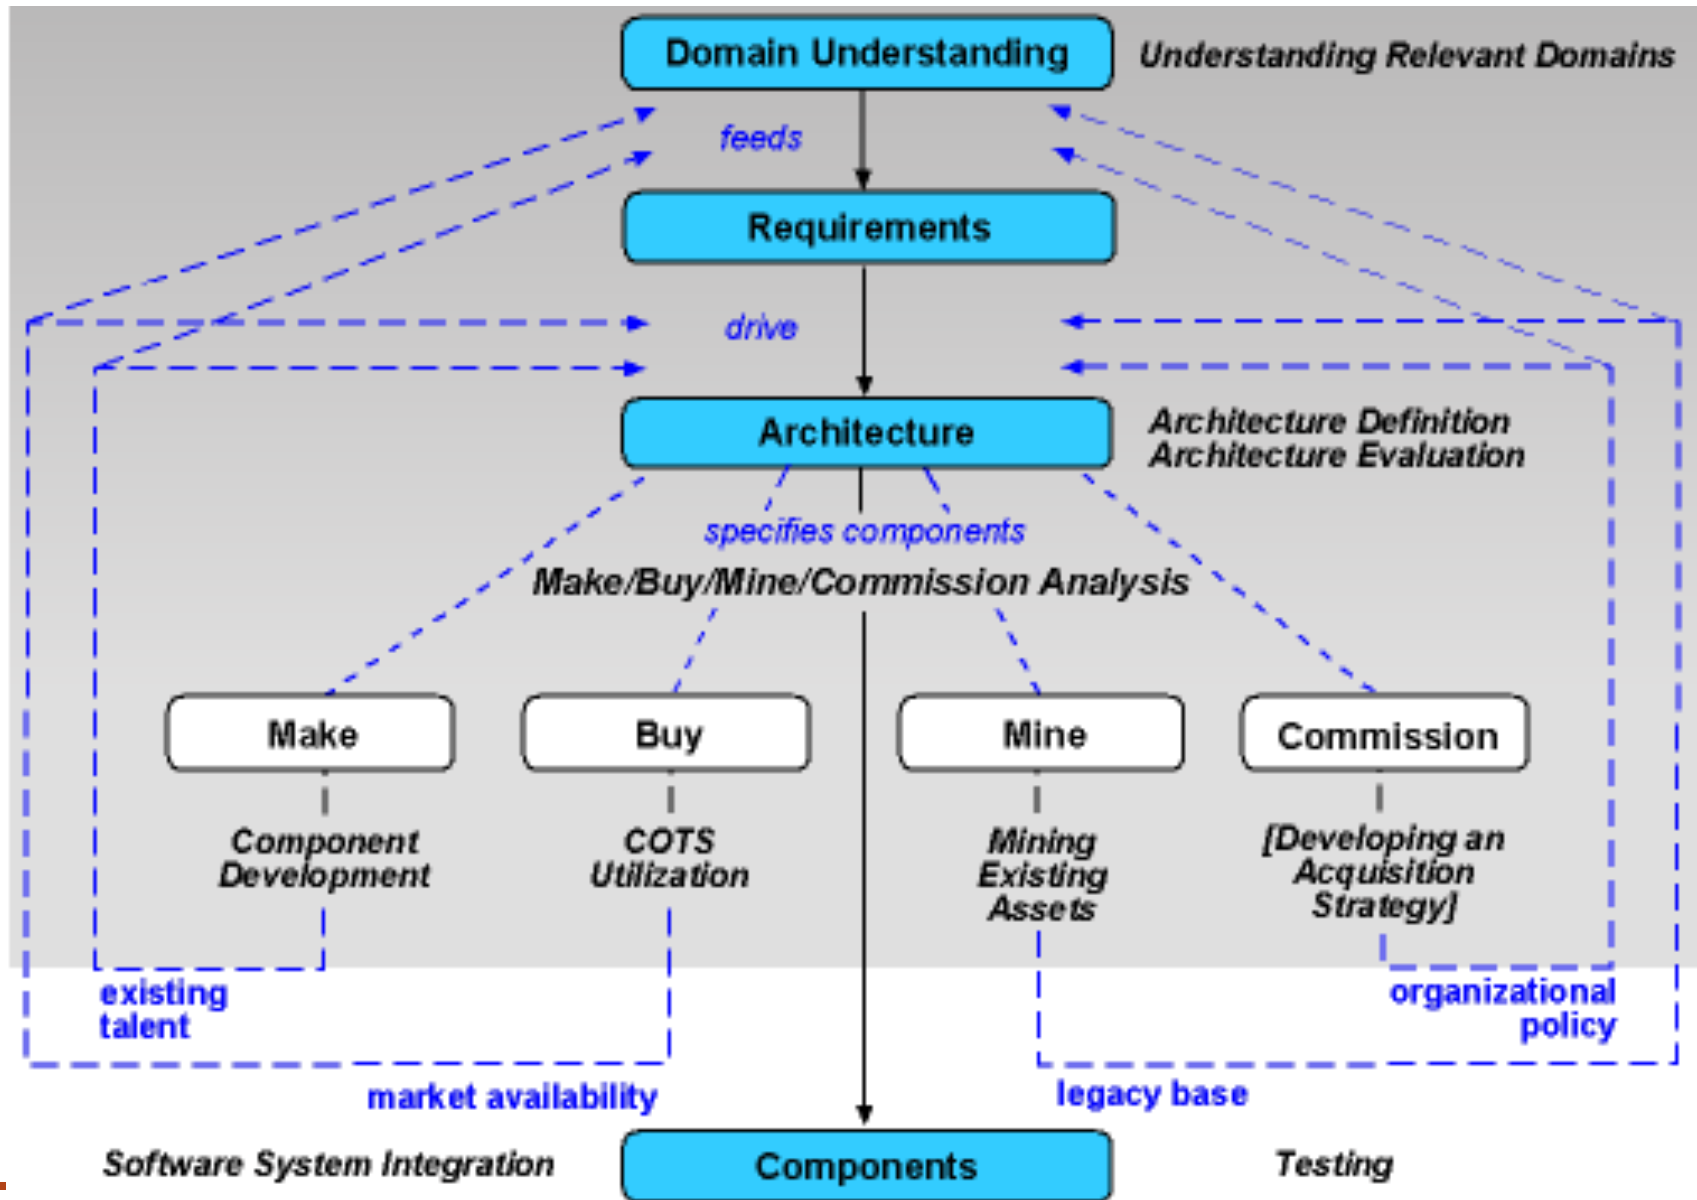 Domain Understanding
Understanding Relevant Domains
feeds
Requirements
drive
Architecture
Architecture Definition
Architecture Evaluation
specifies components
Make/Buy/Mine/Commission Analysis
Make
Buy
Mine
Commission
Component
Development
COTS
Utilization
Mining
Existing
Assets
[Developing an
Acquisition
Strategy]
existing
talent
organizational
policy
market availability
legacy base
Software System Integration
Components
Testing